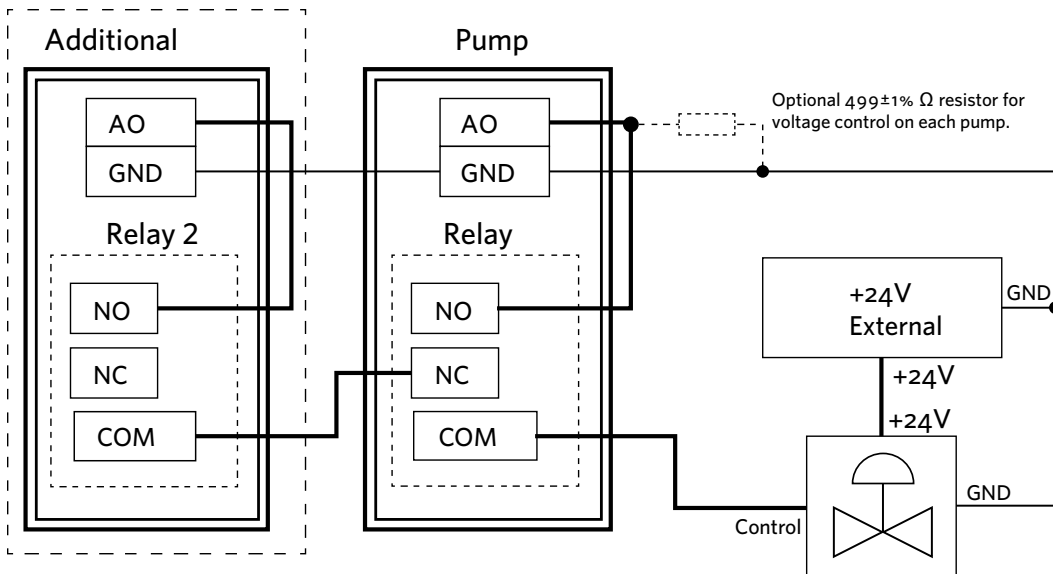 Additional
Pump
AO
GND
AO
GND
Optional 499±1% Ω resistor for
voltage control on each pump.
Relay 2
Relay
NO
NC
COM
NO
NC
COM
+24V
External
GND
+24V
+24V
GND
Control